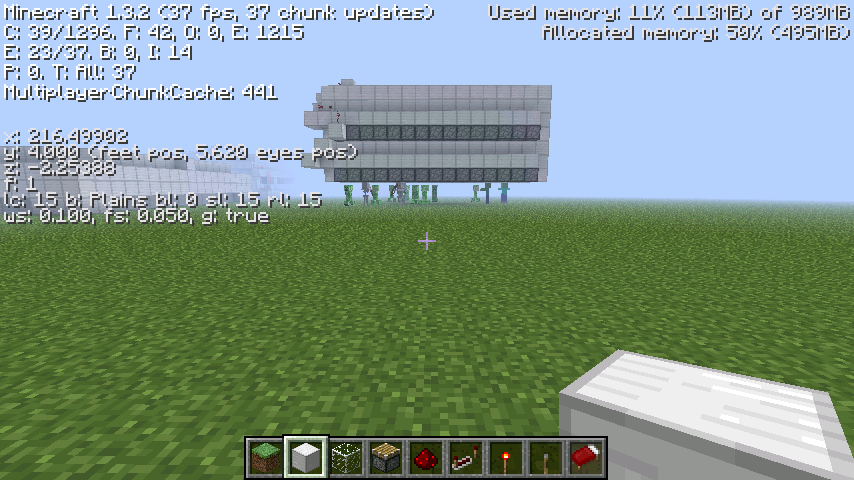 Minecraft 1.3.2 (37 fps, 37 chunk updates)
C: 39/1296. F: 42, O: 0, E: 1215
E: 23/37. B: 0, I: 14
P: 0. T: All: 37
MultiplayerChunkCache: 441
x: 216.49902
y: 4.000 (feet pos, 5.620 eyes pos)
z: -2.25388
f: 1
lc: 15 b: Plains bl: 0 sl: 15 rl: 15
ws: 0.100, fs: 0.050, g: true
Used memory: 11% (113MB) of 989MB
Allocated memory: 50% (495MB)